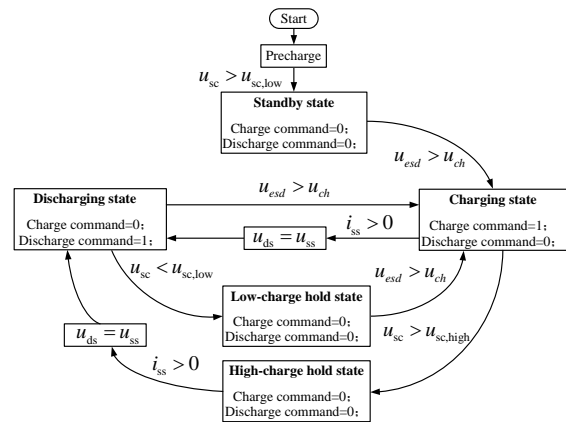 Start
Precharge
u_sc > u_sc,low
Standby state
Charge command=0；
Discharge command=0；
u_esd > u_ch
Discharging state
Charge command=0；
Discharge command=1；
u_esd > u_ch
Charging state
Charge command=1；
Discharge command=0；
i_ss > 0
u_ds = u_ss
u_sc < u_sc,low
u_esd > u_ch
Low-charge hold state
Charge command=0；
Discharge command=0；
u_sc > u_sc,high
u_ds = u_ss
i_ss > 0
High-charge hold state
Charge command=0；
Discharge command=0；